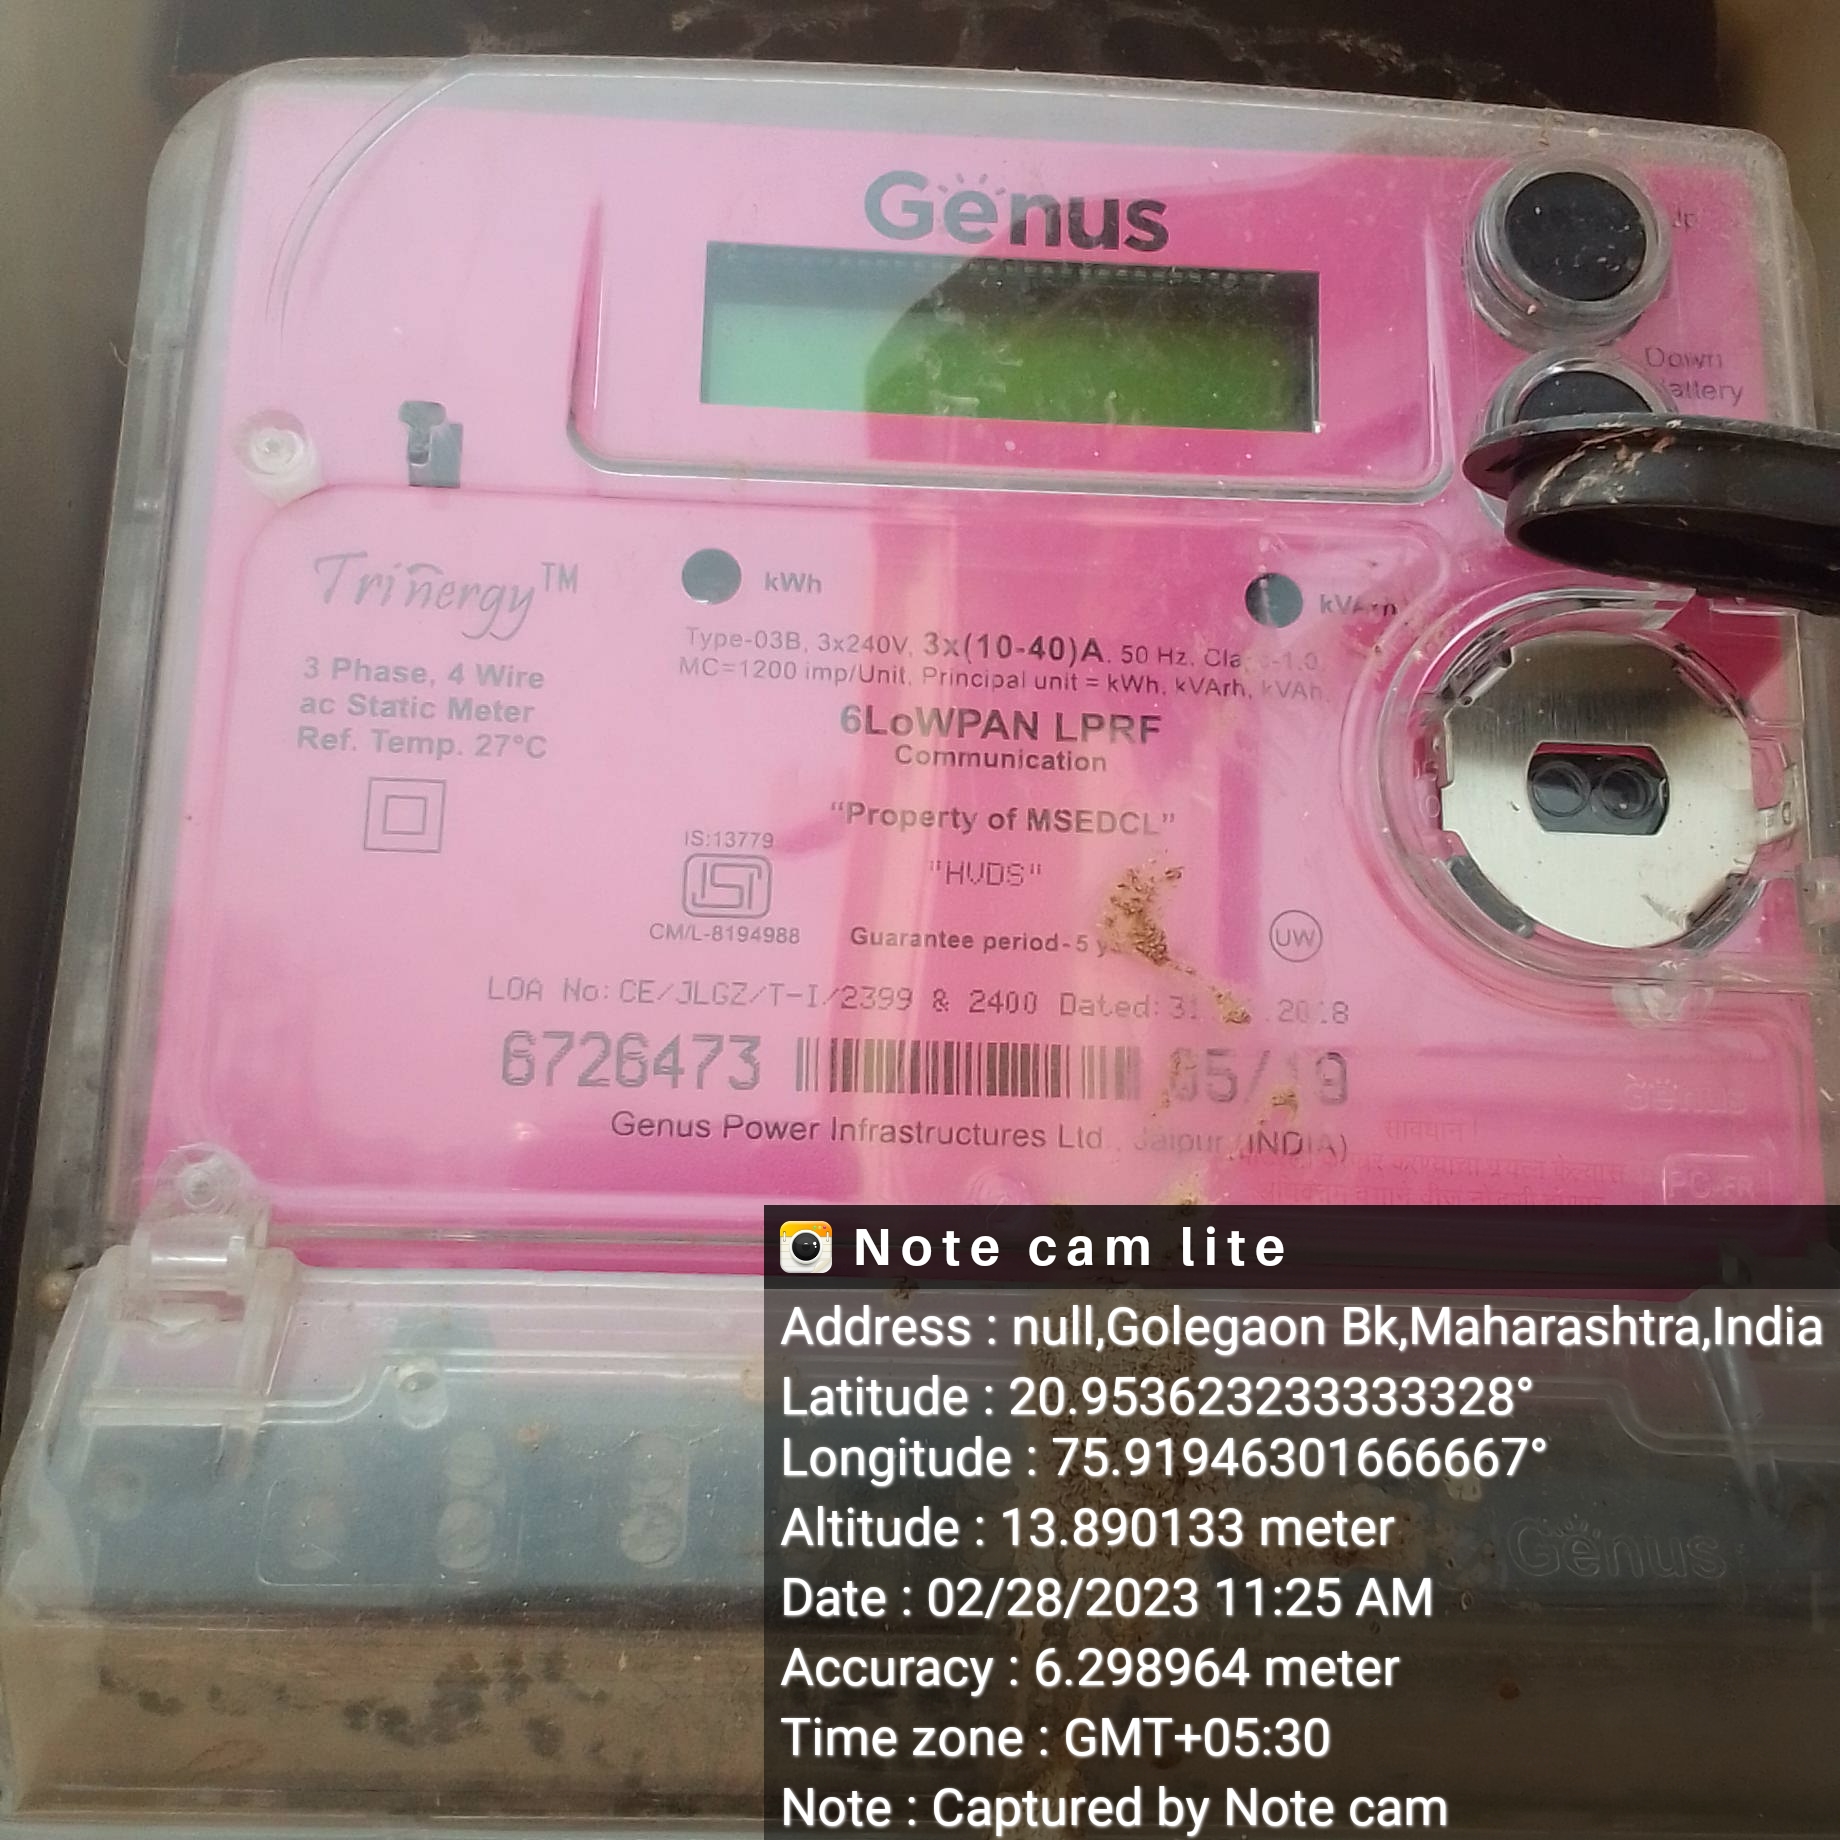 Genus
Down
kWh
Trinergy™
Type-03B, 3x240V, 3x(10-40)A, 50 Hz,
MC=1200 imp/Unit, Principal unit = kWh, kVArh, kVAh,
3 Phase, 4 Wire
ac Static Meter
Ref. Temp. 27°C
6LoWPAN LPRF
Communication
"Property of MSEDCL"
IS:13779
"HVDS"
CM/L-8194988
Guarantee period-5
UW
LOA No:CE/JLGZ/T-I/2399 & 2400 Dated:
6726473
Genus Power Infrastructures Ltd., Jaipur (INDIA)
Genus
सावधान !
Note cam lite
Address : null,Golegaon Bk,Maharashtra,India
Latitude : 20.953623233333328°
Longitude : 75.91946301666667°
Altitude : 13.890133 meter
Genus
Date : 02/28/2023 11:25 AM
Accuracy : 6.298964 meter
Time zone : GMT+05:30
Note : Captured by Note cam